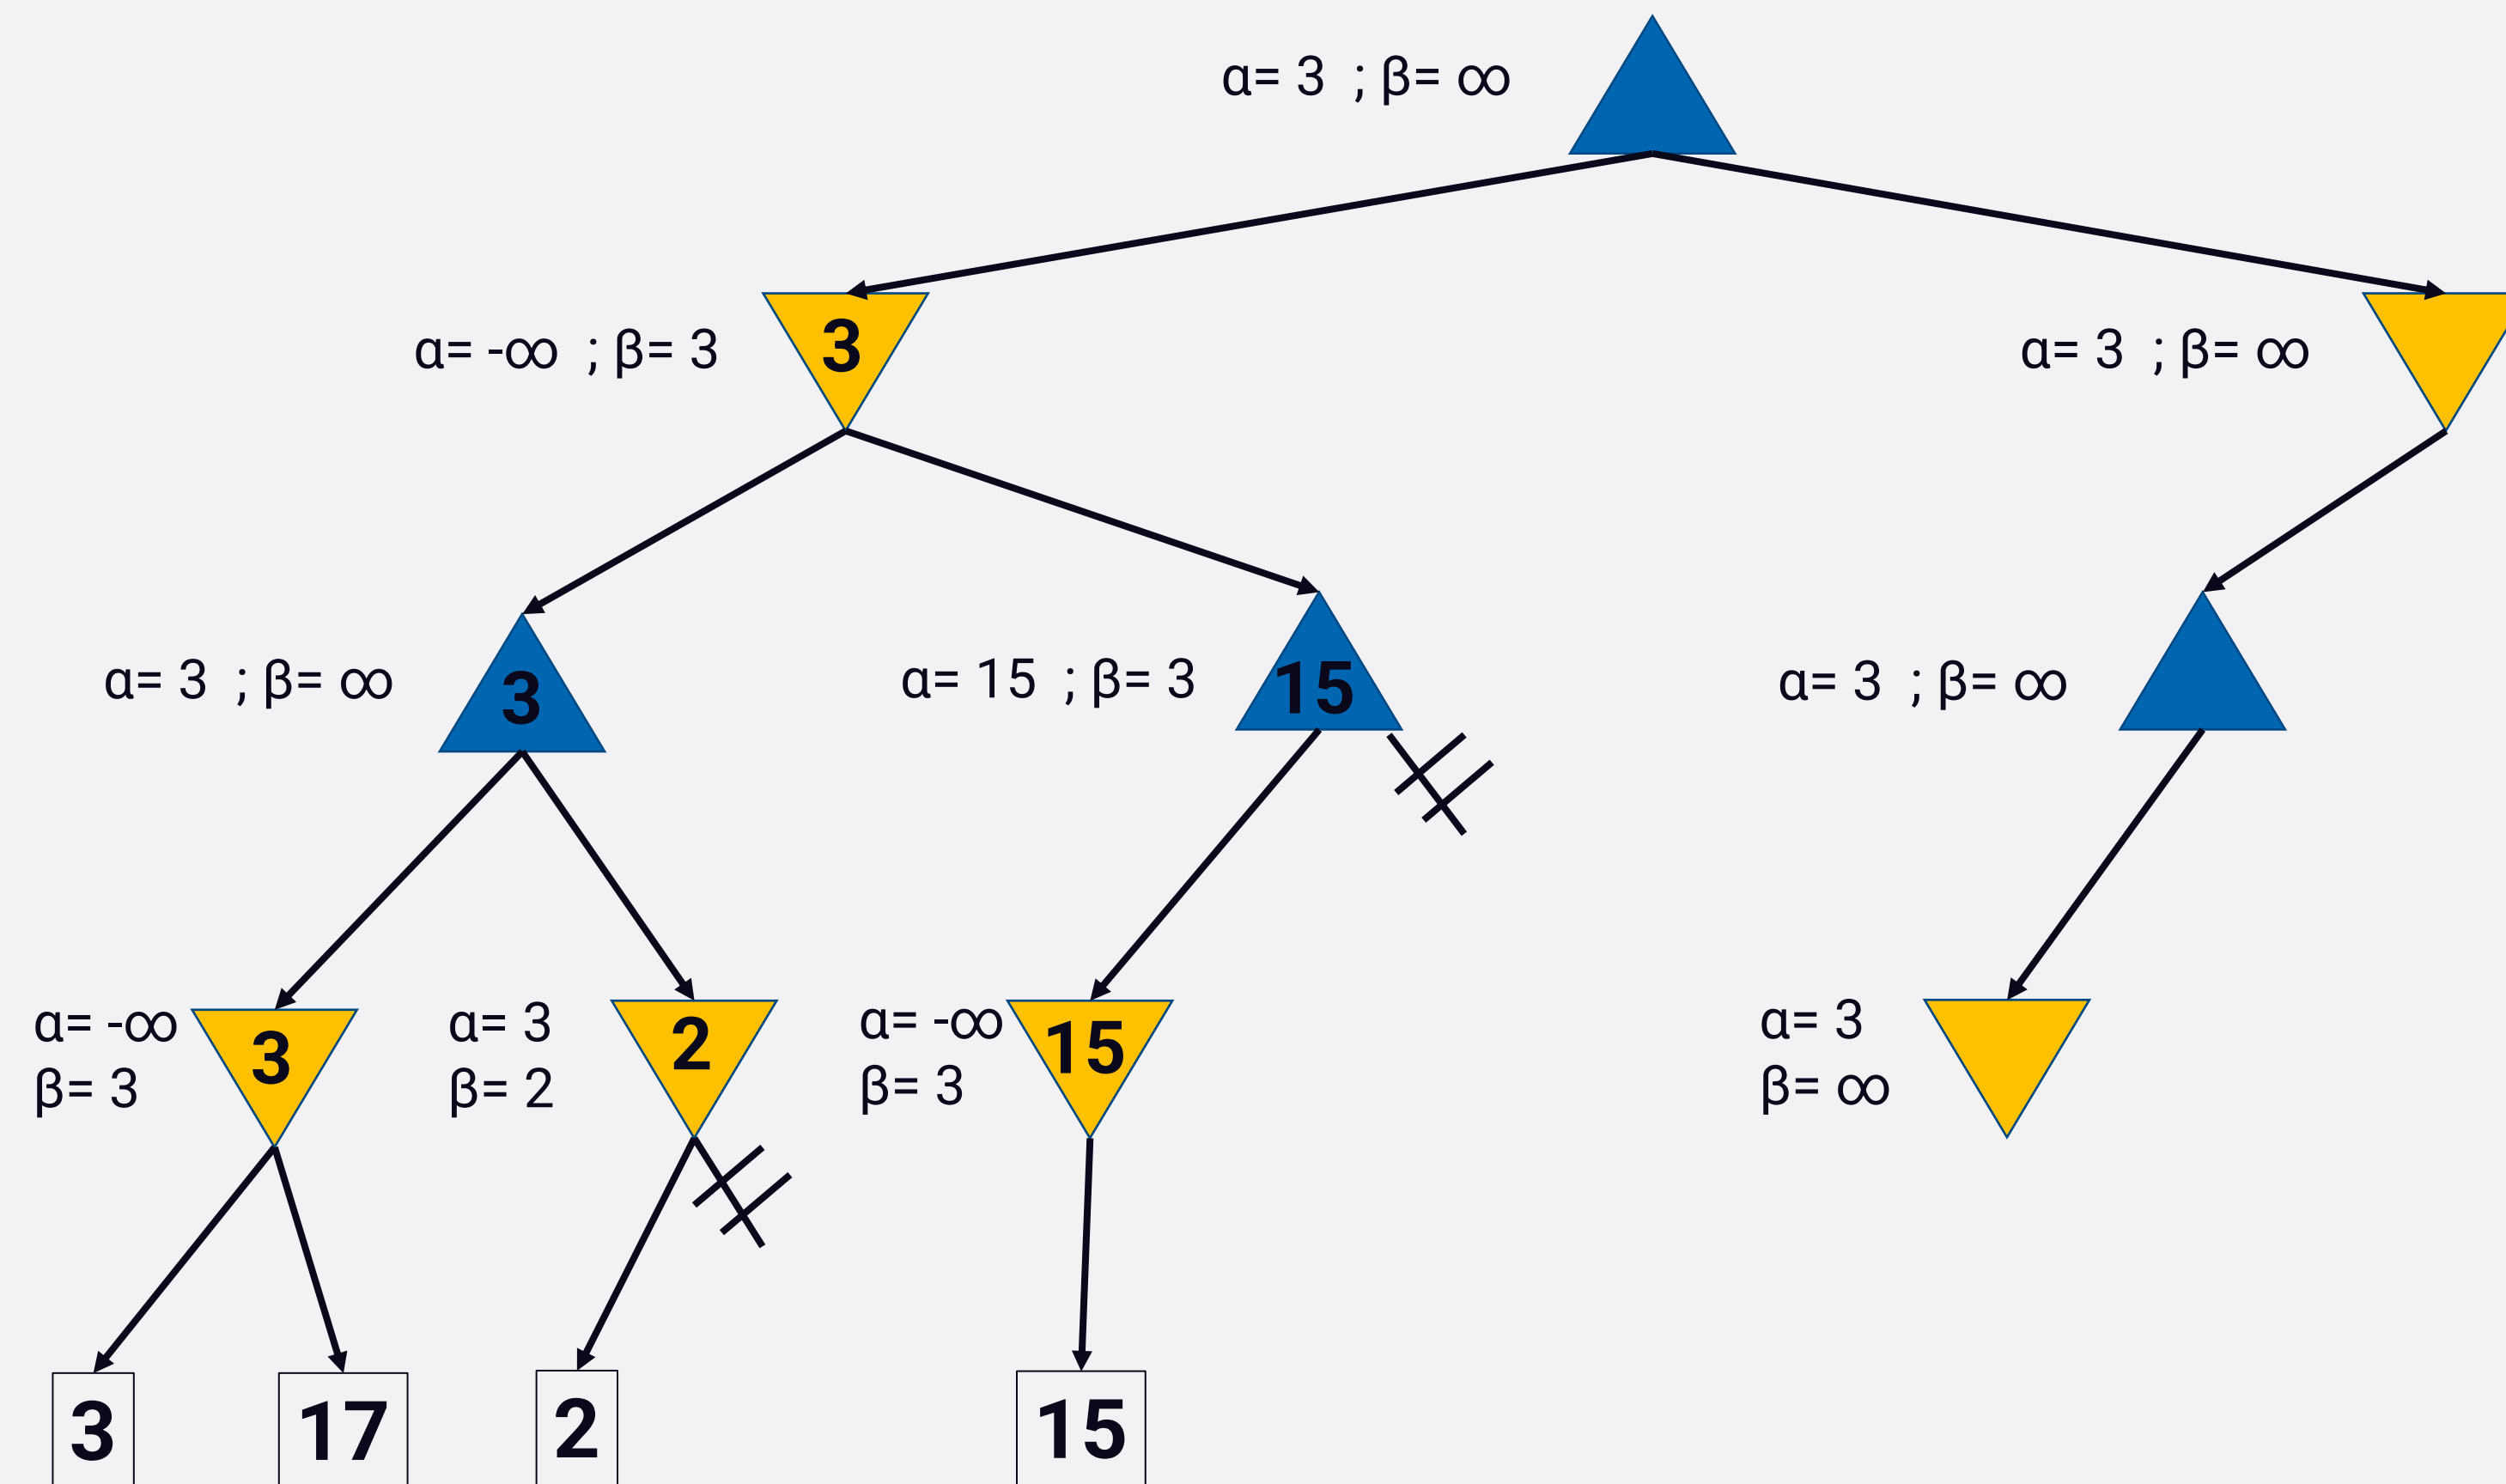 α= 3 ; β= ∞
α= -∞ ; β= 3
3
α= 3 ; β= ∞
α= 3 ; β= ∞
3
α= 15 ; β= 3
15
α= 3 ; β= ∞
α= -∞
β= 3
3
α= 3
β= 2
2
α= -∞
β= 3
15
α= 3
β= ∞
3
17
2
15